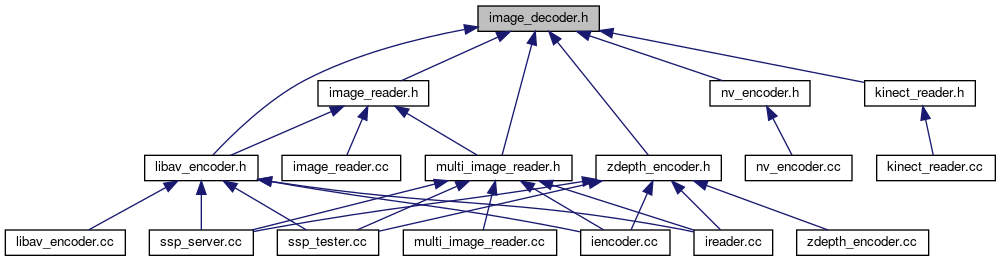 image_decoder.h
image_reader.h
nv_encoder.h
kinect_reader.h
libav_encoder.h
image_reader.cc
multi_image_reader.h
zdepth_encoder.h
nv_encoder.cc
kinect_reader.cc
libav_encoder.cc
ssp_server.cc
ssp_tester.cc
multi_image_reader.cc
iencoder.cc
ireader.cc
zdepth_encoder.cc